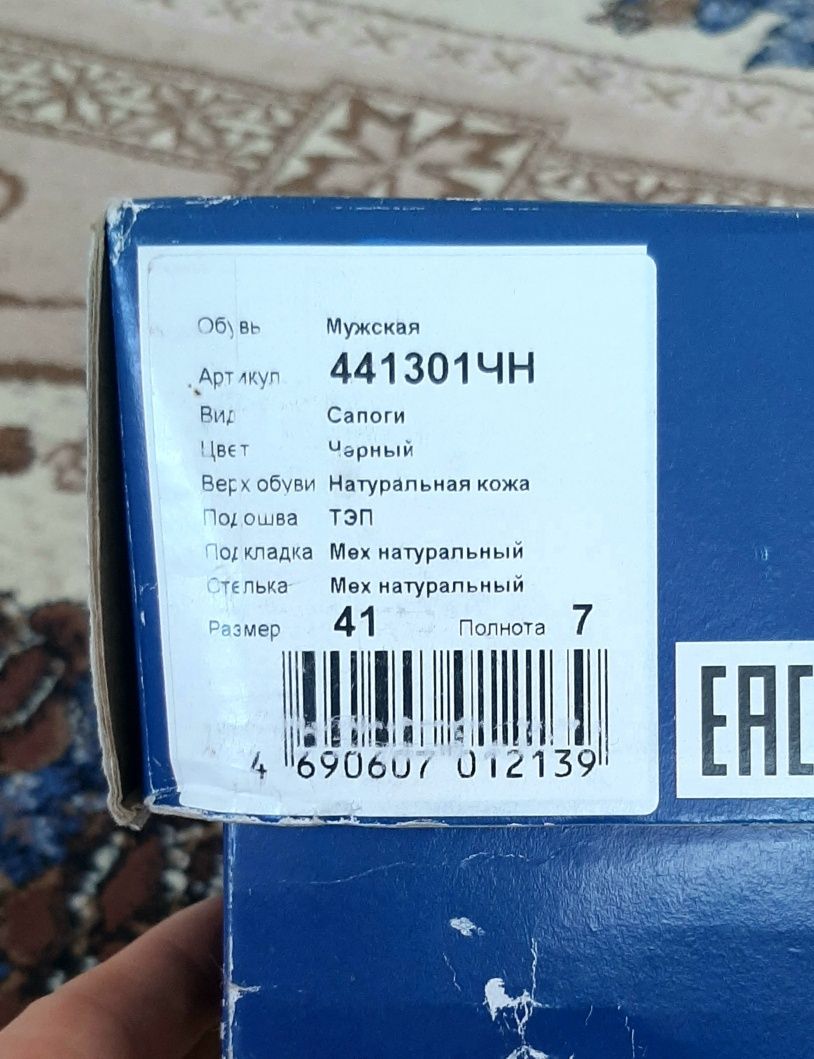 Обувь Мужская
Артикул 441301ЧН
Вид Сапоги
Цвет Черный
Верх обуви Натуральная кожа
Подошва ТЭП
Подкладка Мех натуральный
Стелька Мех натуральный
Размер 41 Полнота 7
4 690607 012139
EAC